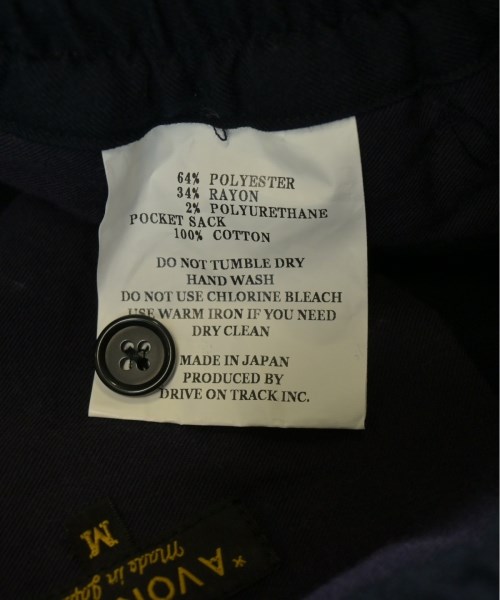 64% POLYESTER
34% RAYON
2% POLYURETHANE
POCKET SACK
100% COTTON
DO NOT TUMBLE DRY
HAND WASH
DO NOT USE CHLORINE BLEACH
USE WARM IRON IF YOU NEED
DRY CLEAN
MADE IN JAPAN
PRODUCED BY
DRIVE ON TRACK INC.
M
Made in